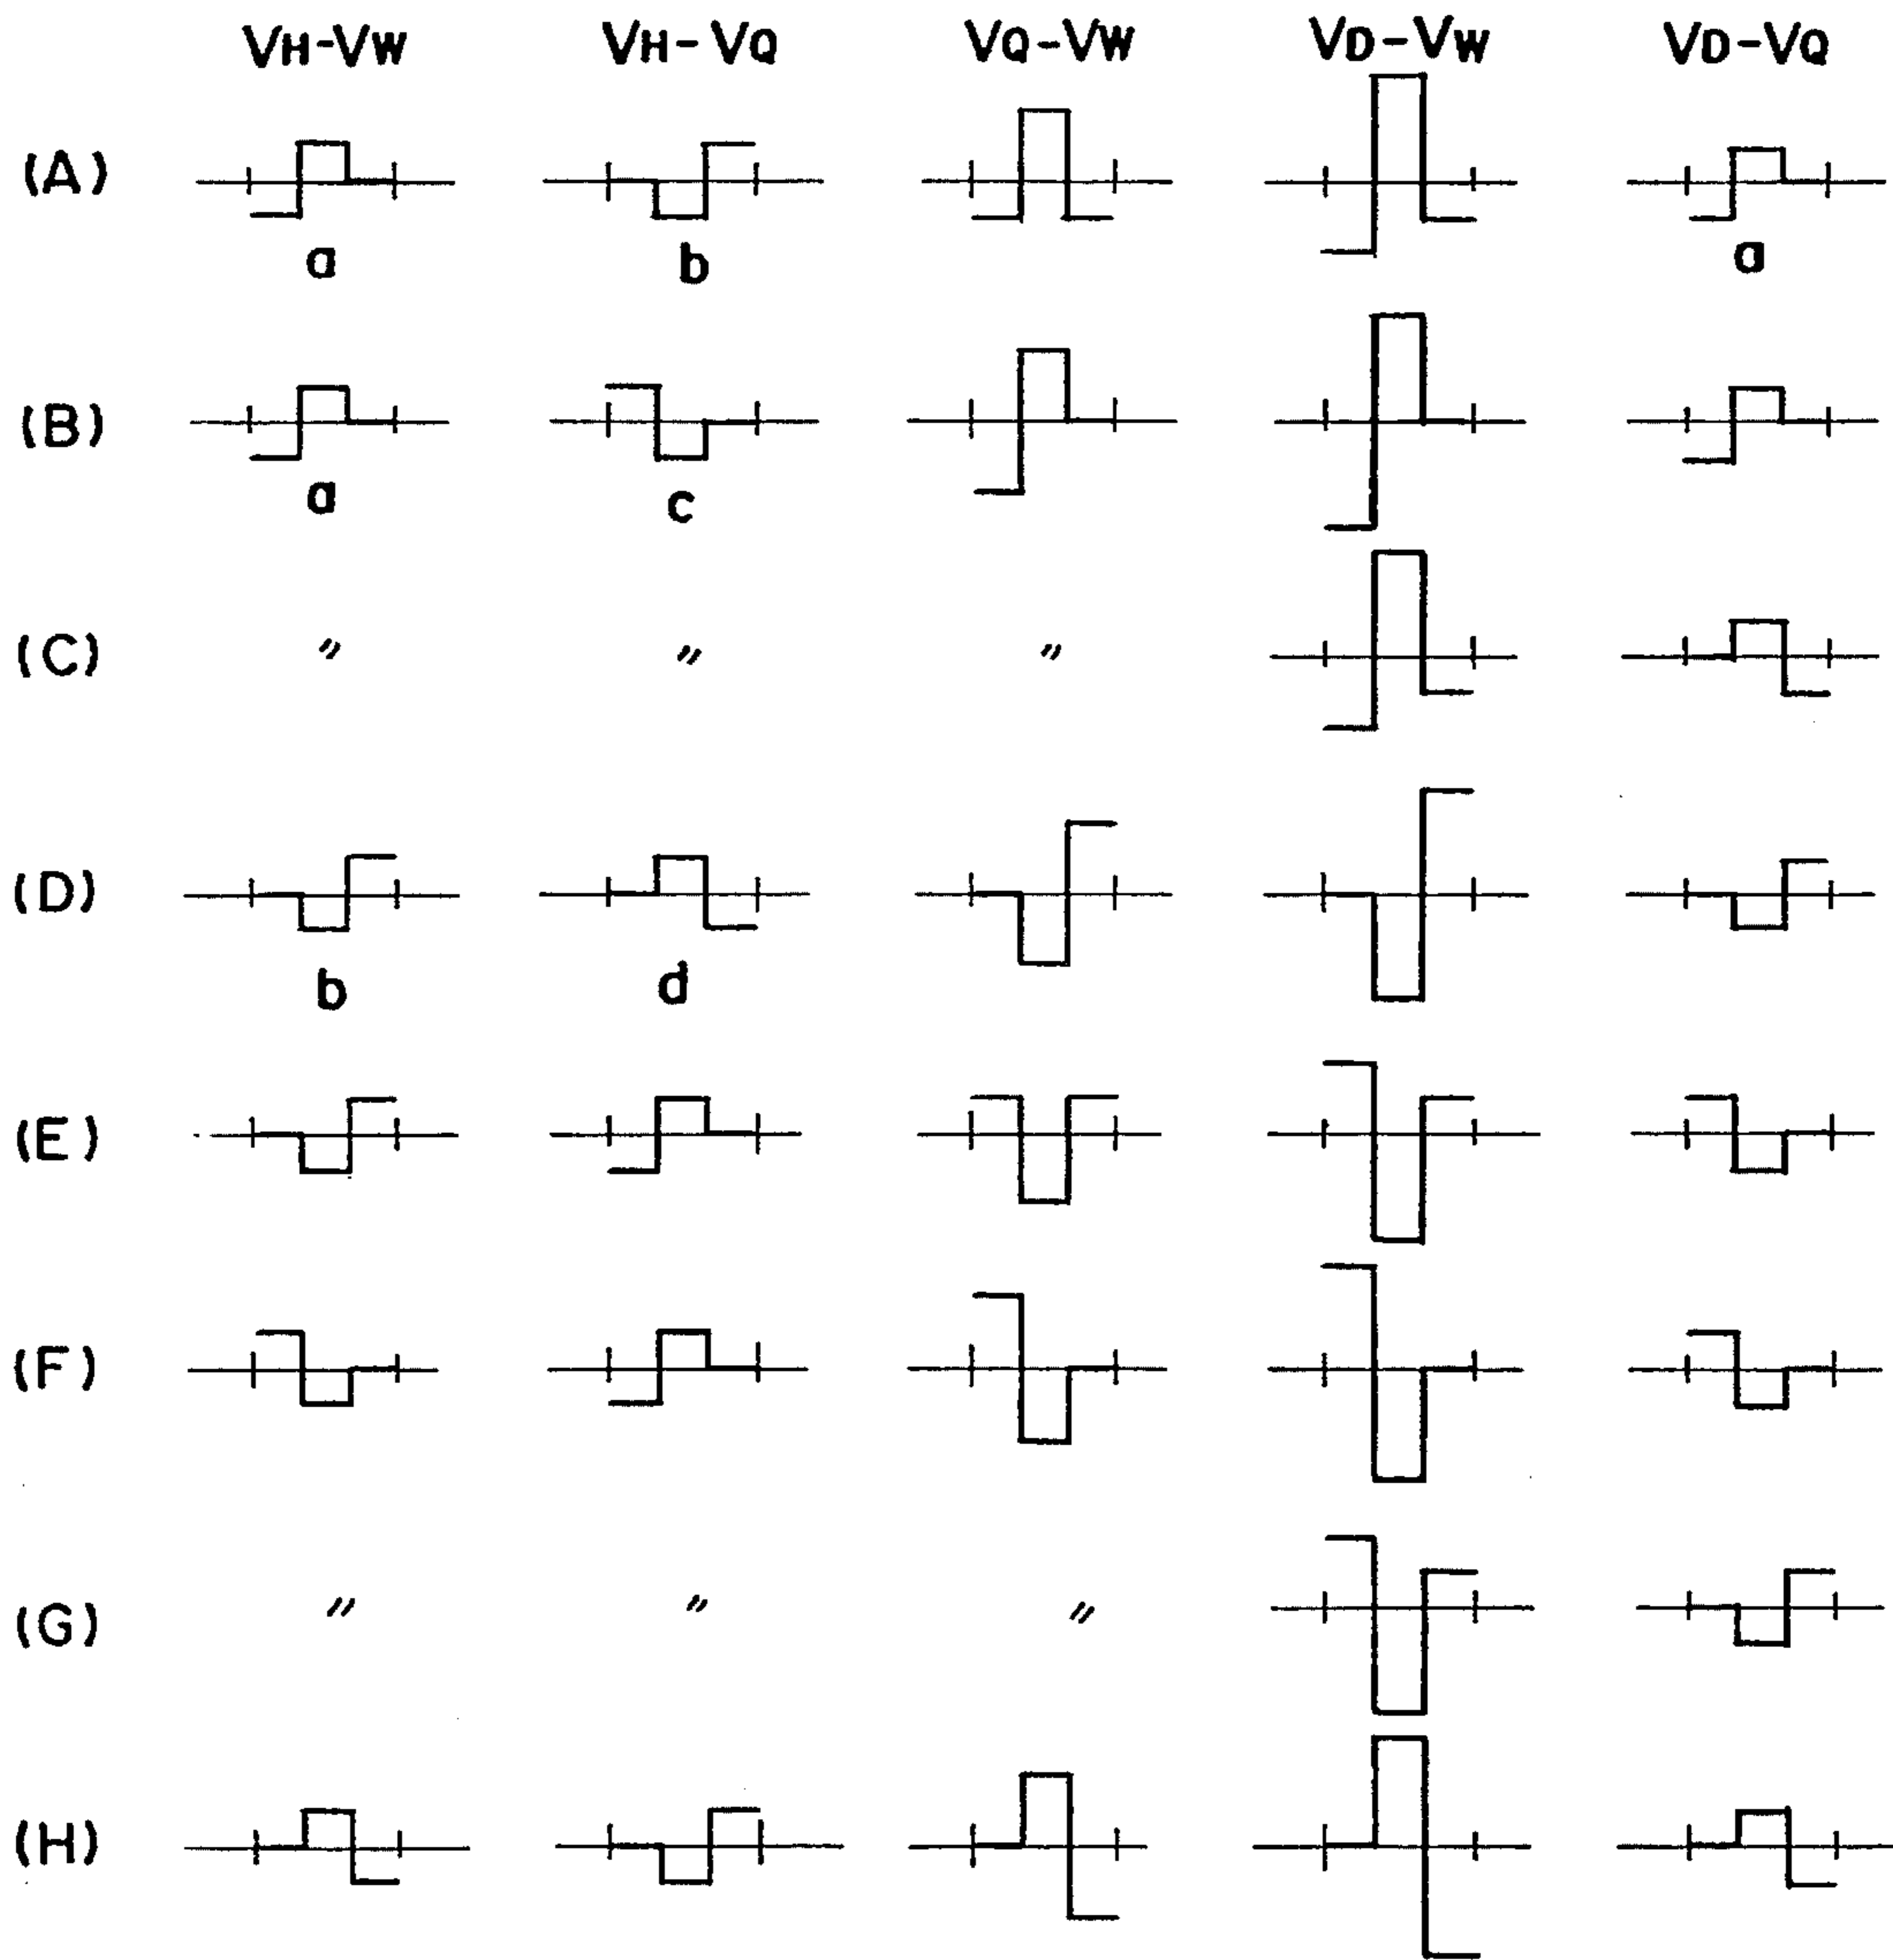 VH-VW VH-VQ VQ-VW VD-VW VD-VQ
(A)
a b a
(B)
a c
(C) 〃 〃 〃
(D)
b d
(E)
(F)
(G) 〃 〃 〃
(H)